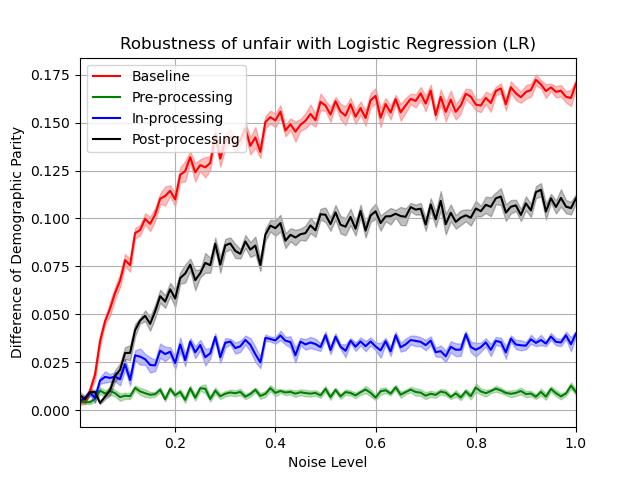 Robustness of unfair with Logistic Regression (LR)
Difference of Demographic Parity
0.175
0.150
0.125
0.100
0.075
0.050
0.025
0.000
Baseline
Pre-processing
In-processing
Post-processing
0.2 0.4 0.6 0.8 1.0
Noise Level